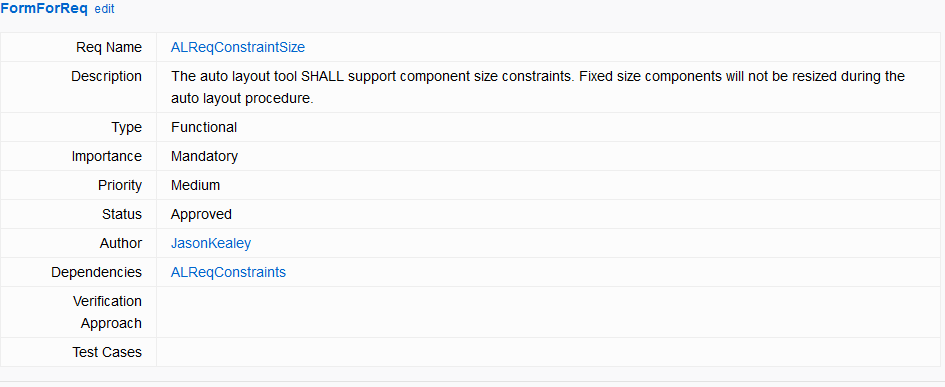 FormForReq edit
Req Name ALReqConstraintSize
Description The auto layout tool SHALL support component size constraints. Fixed size components will not be resized during the
auto layout procedure.
Type Functional
Importance Mandatory
Priority Medium
Status Approved
Author JasonKealey
Dependencies ALReqConstraints
Verification
Approach
Test Cases